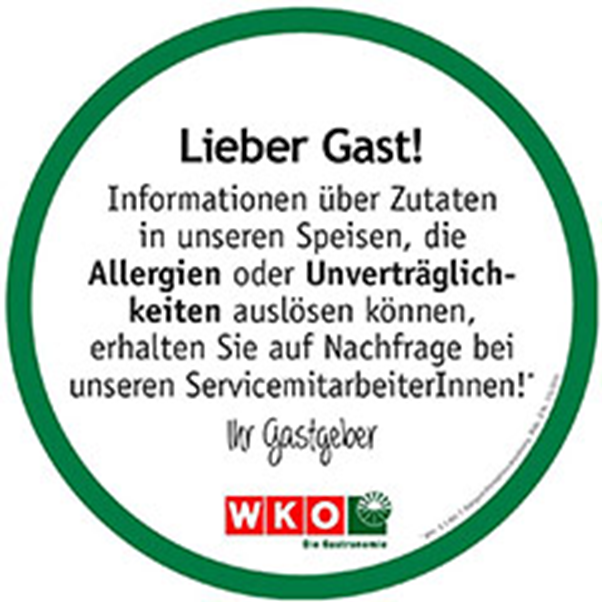 Lieber Gast!
Informationen über Zutaten
in unseren Speisen, die
Allergien oder Unverträglich-
keiten auslösen können,
erhalten Sie auf Nachfrage bei
unseren ServicemitarbeiterInnen!*
Ihr Gastgeber
WKO
Die Gastronomie